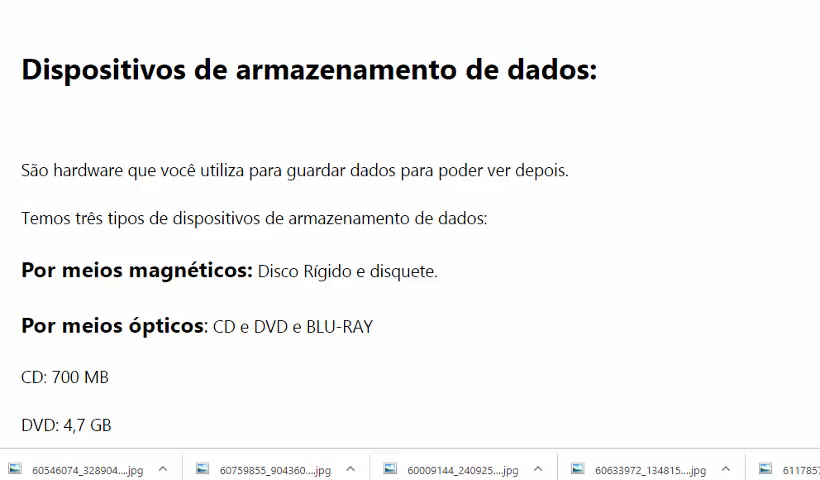 Dispositivos de armazenamento de dados:
São hardware que você utiliza para guardar dados para poder ver depois.
Temos três tipos de dispositivos de armazenamento de dados:
Por meios magnéticos: Disco Rígido e disquete.
Por meios ópticos: CD e DVD e BLU-RAY
CD: 700 MB
DVD: 4,7 GB
60546074_328904....jpg 60759855_904360....jpg 60009144_240925....jpg 60633972_134815....jpg 6117857